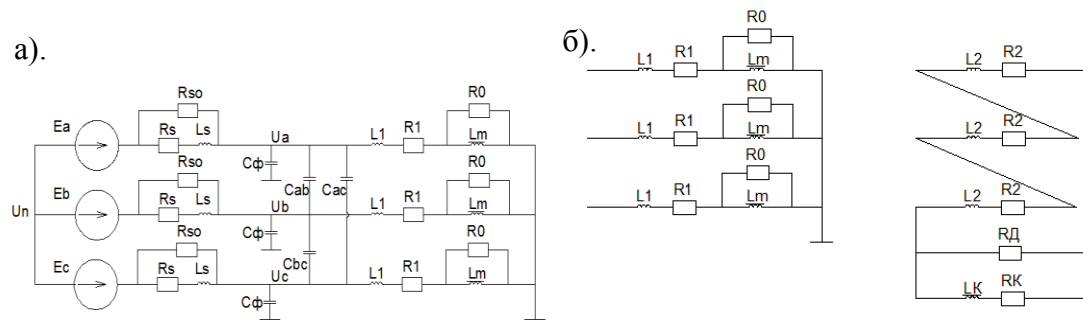 а).
Rso
Ea
Rs
Ls
Ua
Cф
L1
R1
R0
Lm
Rso
Cab
Cac
Eb
Rs
Ls
Un
Ub
Cф
L1
R1
R0
Lm
Rso
Cbc
Ec
Rs
Ls
Uc
Cф
L1
R1
R0
Lm
б).
R0
L1
R1
Lm
R0
L1
R1
Lm
R0
L1
R1
Lm
L2
R2
L2
R2
L2
R2
RД
LК
RК